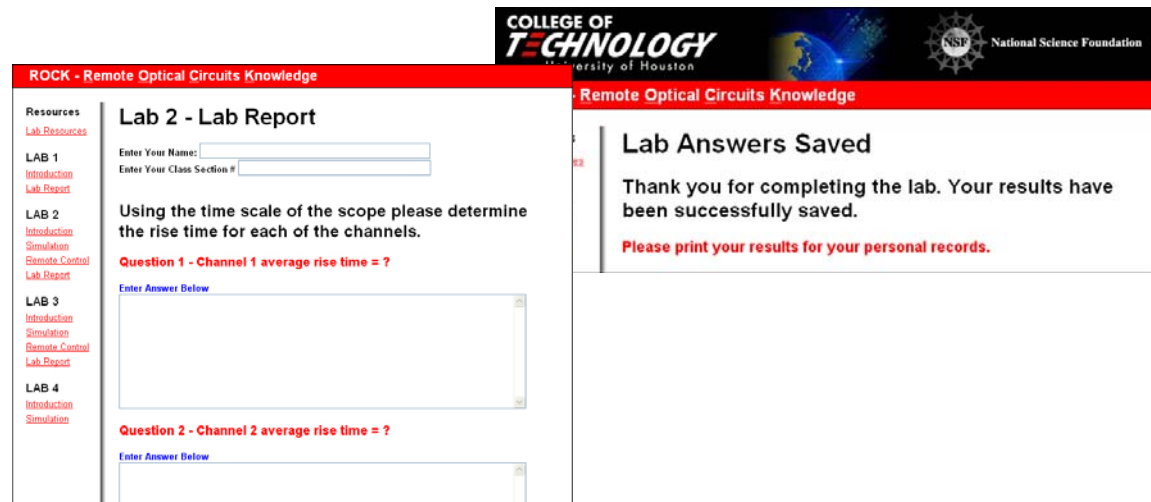 COLLEGE OF
TECHNOLOGY
University of Houston
NSF
National Science Foundation
Remote Optical Circuits Knowledge
Lab Answers Saved
Thank you for completing the lab. Your results have
been successfully saved.
Please print your results for your personal records.
ROCK - Remote Optical Circuits Knowledge
Resources
Lab Resources
LAB 1
Introduction
Lab Report
LAB 2
Introduction
Simulation
Remote Control
Lab Report
LAB 3
Introduction
Simulation
Remote Control
Lab Report
LAB 4
Introduction
Simulation
Lab 2 - Lab Report
Enter Your Name:
Enter Your Class Section #
Using the time scale of the scope please determine
the rise time for each of the channels.
Question 1 - Channel 1 average rise time = ?
Enter Answer Below
Question 2 - Channel 2 average rise time = ?
Enter Answer Below